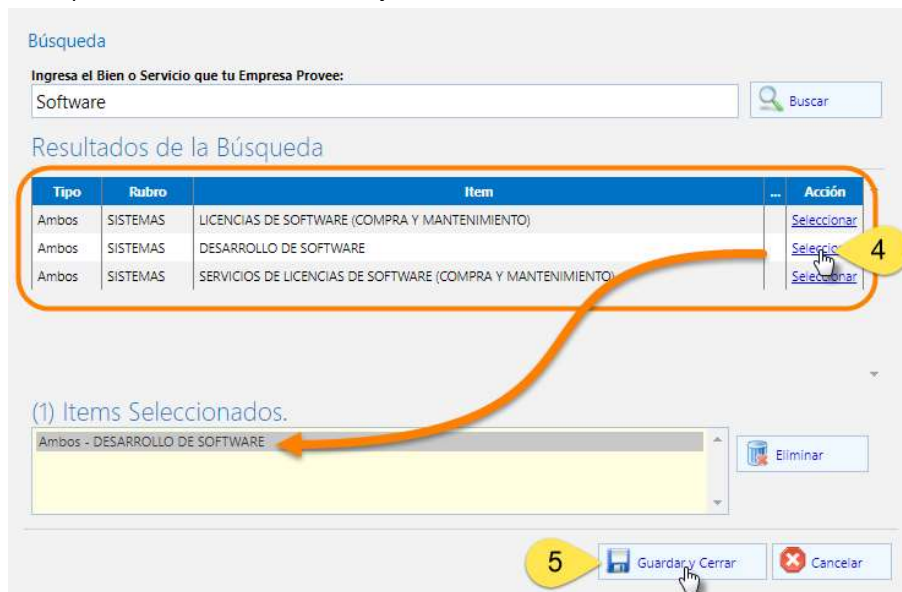 Búsqueda
Ingresa el Bien o Servicio que tu Empresa Provee:
Software
Buscar
Resultados de la Búsqueda
Tipo Rubro Item ... Acción
Ambos SISTEMAS LICENCIAS DE SOFTWARE (COMPRA Y MANTENIMIENTO) Seleccionar
Ambos SISTEMAS DESARROLLO DE SOFTWARE Seleccionar 4
Ambos SISTEMAS SERVICIOS DE LICENCIAS DE SOFTWARE (COMPRA Y MANTENIMIENTO) Seleccionar
(1) Items Seleccionados.
Ambos - DESARROLLO DE SOFTWARE
Eliminar
5 Guardar y Cerrar Cancelar